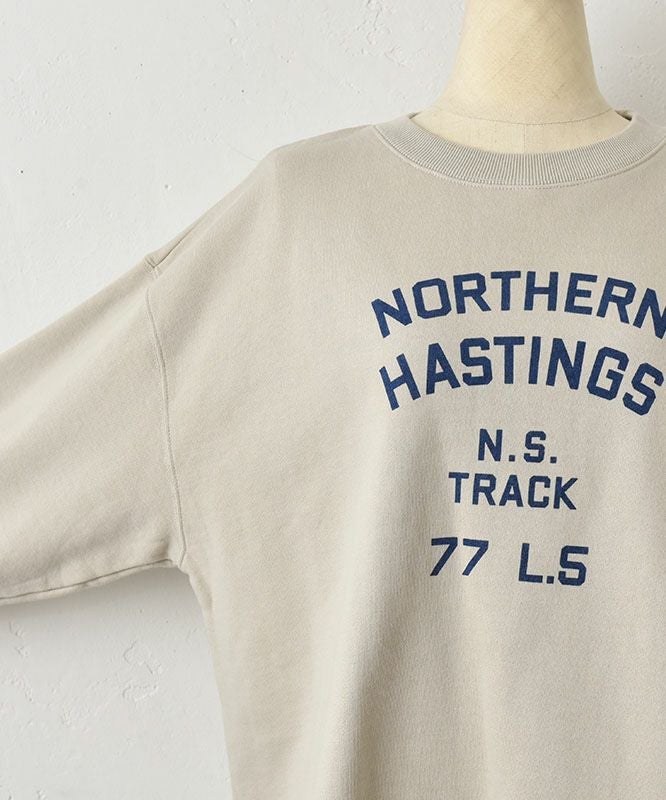 NORTHERN
HASTINGS
N.S.
TRACK
77 L.S